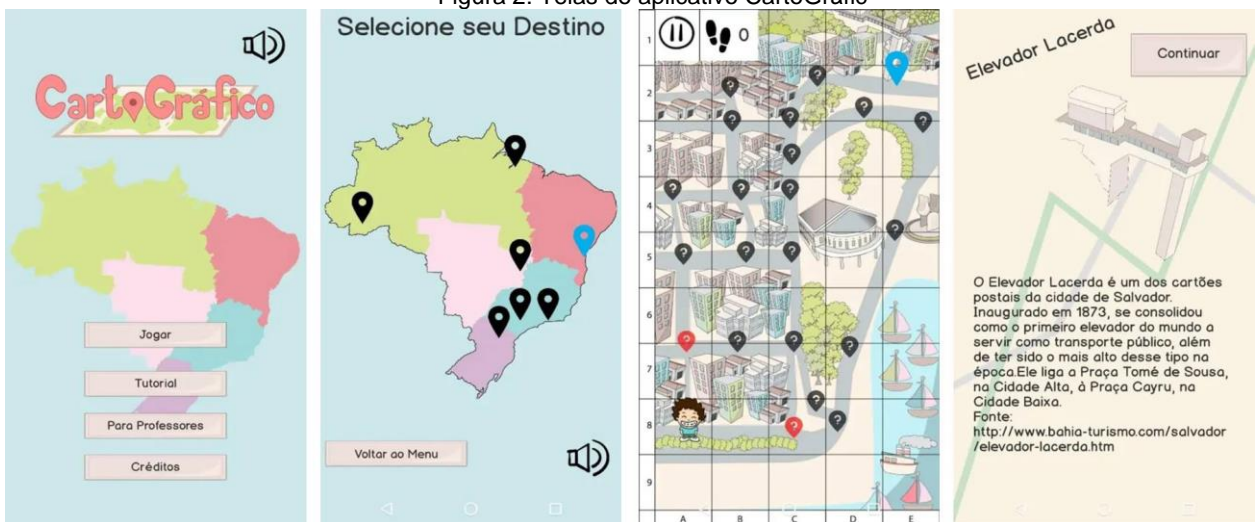 Figura 2: Telas do aplicativo CartoGráfic
CartoGráfico
Jogar
Tutorial
Para Professores
Créditos
Selecione seu Destino
Voltar ao Menu
0
1
2
3
4
5
6
7
8
9
A B C D E
Elevador Lacerda
Continuar
O Elevador Lacerda é um dos cartões
postais da cidade de Salvador.
Inaugurado em 1873, se consolidou
como o primeiro elevador do mundo a
servir como transporte público, além
de ter sido o mais alto desse tipo na
época.Ele liga a Praça Tomé de Sousa,
na Cidade Alta, à Praça Cayru, na
Cidade Baixa.
Fonte:
http://www.bahia-turismo.com/salvador
/elevador-lacerda.htm